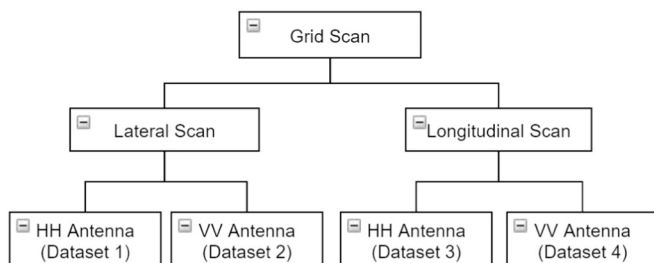 Grid Scan
Lateral Scan
Longitudinal Scan
HH Antenna
(Dataset 1)
VV Antenna
(Dataset 2)
HH Antenna
(Dataset 3)
VV Antenna
(Dataset 4)